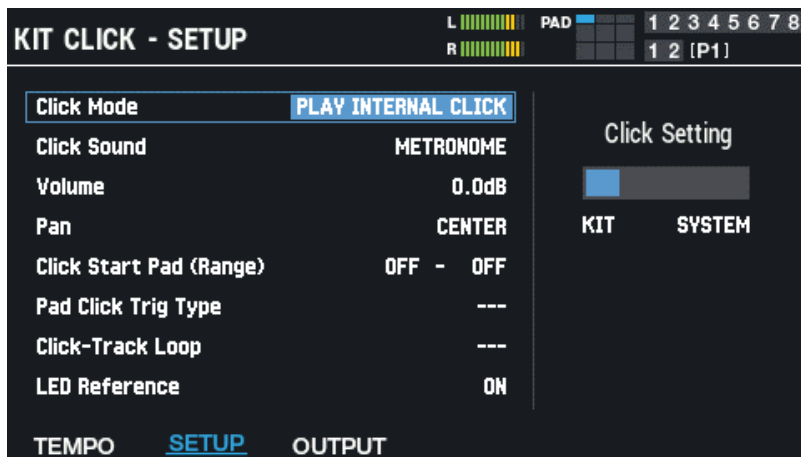 KIT CLICK - SETUP
L
R
PAD
1 2 3 4 5 6 7 8
1 2 [P1]
Click Mode PLAY INTERNAL CLICK
Click Sound METRONOME
Volume 0.0dB
Pan CENTER
Click Start Pad (Range) OFF - OFF
Pad Click Trig Type ---
Click-Track Loop ---
LED Reference ON
Click Setting
KIT SYSTEM
TEMPO SETUP OUTPUT